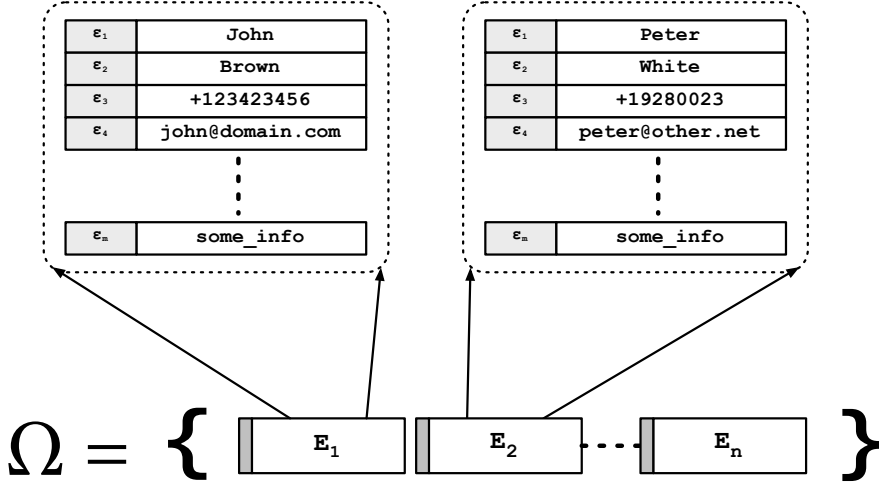 ε₁ John
ε₂ Brown
ε₃ +123423456
ε₄ john@domain.com
εₘ some_info
ε₁ Peter
ε₂ White
ε₃ +19280023
ε₄ peter@other.net
εₘ some_info
Ω = { E₁ E₂ Eₙ }